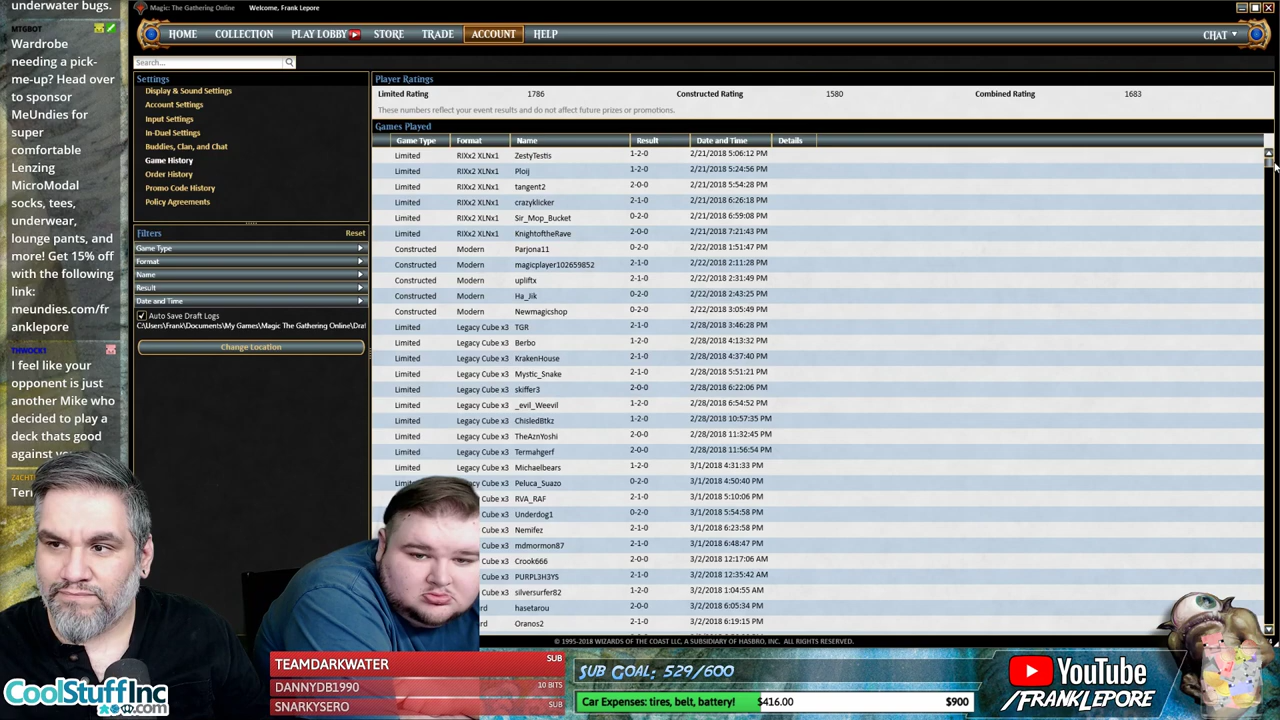 underwater bugs.
MTGBOT
Wardrobe
needing a pick-
me-up? Head over
to sponsor
MeUndies for
super
comfortable
Lenzing
MicroModal
socks, tees,
underwear,
lounge pants, and
more! Get 15% off
with the following
link:
meundies.com/fr
anklepore
THWOCK1
I feel like your
opponent is just
another Mike who
decided to play a
deck thats good
against
Magic: The Gathering Online Welcome, Frank Lepore
HOME COLLECTION PLAY LOBBY STORE TRADE ACCOUNT HELP CHAT
Search...
Settings
Display & Sound Settings
Account Settings
Input Settings
In-Duel Settings
Buddies, Clan, and Chat
Game History
Order History
Promo Code History
Policy Agreements
Filters Reset
Game Type
Format
Name
Result
Date and Time
Auto Save Draft Logs
C:\Users\Frank\Documents\My Games\Magic The Gathering Online\Draf
Change Location
Player Ratings
Limited Rating 1786 Constructed Rating 1580 Combined Rating 1683
These numbers reflect your event results and do not affect future prizes or promotions.
Games Played
Game Type Format Name Result Date and Time Details
Limited RIXx2 XLNx1 ZestyTestis 1-2-0 2/21/2018 5:06:12 PM
Limited RIXx2 XLNx1 Ploij 1-2-0 2/21/2018 5:24:56 PM
Limited RIXx2 XLNx1 tangent2 2-0-0 2/21/2018 5:54:28 PM
Limited RIXx2 XLNx1 crazyklicker 2-1-0 2/21/2018 6:26:18 PM
Limited RIXx2 XLNx1 Sir_Mop_Bucket 0-2-0 2/21/2018 6:59:08 PM
Limited RIXx2 XLNx1 KnightoftheRave 2-0-0 2/21/2018 7:21:43 PM
Constructed Modern Parjona11 0-2-0 2/22/2018 1:51:47 PM
Constructed Modern magicplayer102659852 2-1-0 2/22/2018 2:11:28 PM
Constructed Modern upliftx 2-1-0 2/22/2018 2:31:49 PM
Constructed Modern Ha_Jik 0-2-0 2/22/2018 2:43:25 PM
Constructed Modern Newmagicshop 0-2-0 2/22/2018 3:05:49 PM
Limited Legacy Cube x3 TGR 2-1-0 2/28/2018 3:46:28 PM
Limited Legacy Cube x3 Berbo 1-2-0 2/28/2018 4:13:32 PM
Limited Legacy Cube x3 KrakenHouse 2-1-0 2/28/2018 4:37:40 PM
Limited Legacy Cube x3 Mystic_Snake 2-1-0 2/28/2018 5:51:21 PM
Limited Legacy Cube x3 skiffer3 2-0-0 2/28/2018 6:22:06 PM
Limited Legacy Cube x3 _evil_Weevil 1-2-0 2/28/2018 6:54:52 PM
Limited Legacy Cube x3 ChisledBtkz 1-2-0 2/28/2018 10:57:35 PM
Limited Legacy Cube x3 TheAznYoshi 2-0-0 2/28/2018 11:32:45 PM
Limited Legacy Cube x3 Termahgerf 2-0-0 2/28/2018 11:56:54 PM
Limited Legacy Cube x3 Michaelbears 1-2-0 3/1/2018 4:31:33 PM
Legacy Cube x3 Peluca_Suazo 0-2-0 3/1/2018 4:50:40 PM
Cube x3 RVA_RAF 2-1-0 3/1/2018 5:10:06 PM
Cube x3 Underdog1 0-2-0 3/1/2018 5:54:58 PM
Cube x3 Nemifez 2-1-0 3/1/2018 6:23:58 PM
Cube x3 mdmormon87 2-1-0 3/1/2018 6:48:47 PM
Cube x3 Crook666 2-0-0 3/2/2018 12:17:06 AM
Cube x3 PURPL3H3YS 2-1-0 3/2/2018 12:35:42 AM
Cube x3 silversurfer82 1-2-0 3/2/2018 1:04:55 AM
rd hasetarou 2-0-0 3/2/2018 6:05:34 PM
Oranos2 2-1-0 3/2/2018 6:19:15 PM
© 1995-2018 WIZARDS OF THE COAST LLC, A SUBSIDIARY OF HASBRO, INC. ALL RIGHTS RESERVED.
CoolStuffInc
.com
TEAMDARKWATER SUB
DANNYDB1990 10 BITS
SNARKYSERO SUB
SUB GOAL: 529/600
Car Expenses: tires, belt, battery! $416.00 $900
YouTube
/FRANKLEPORE